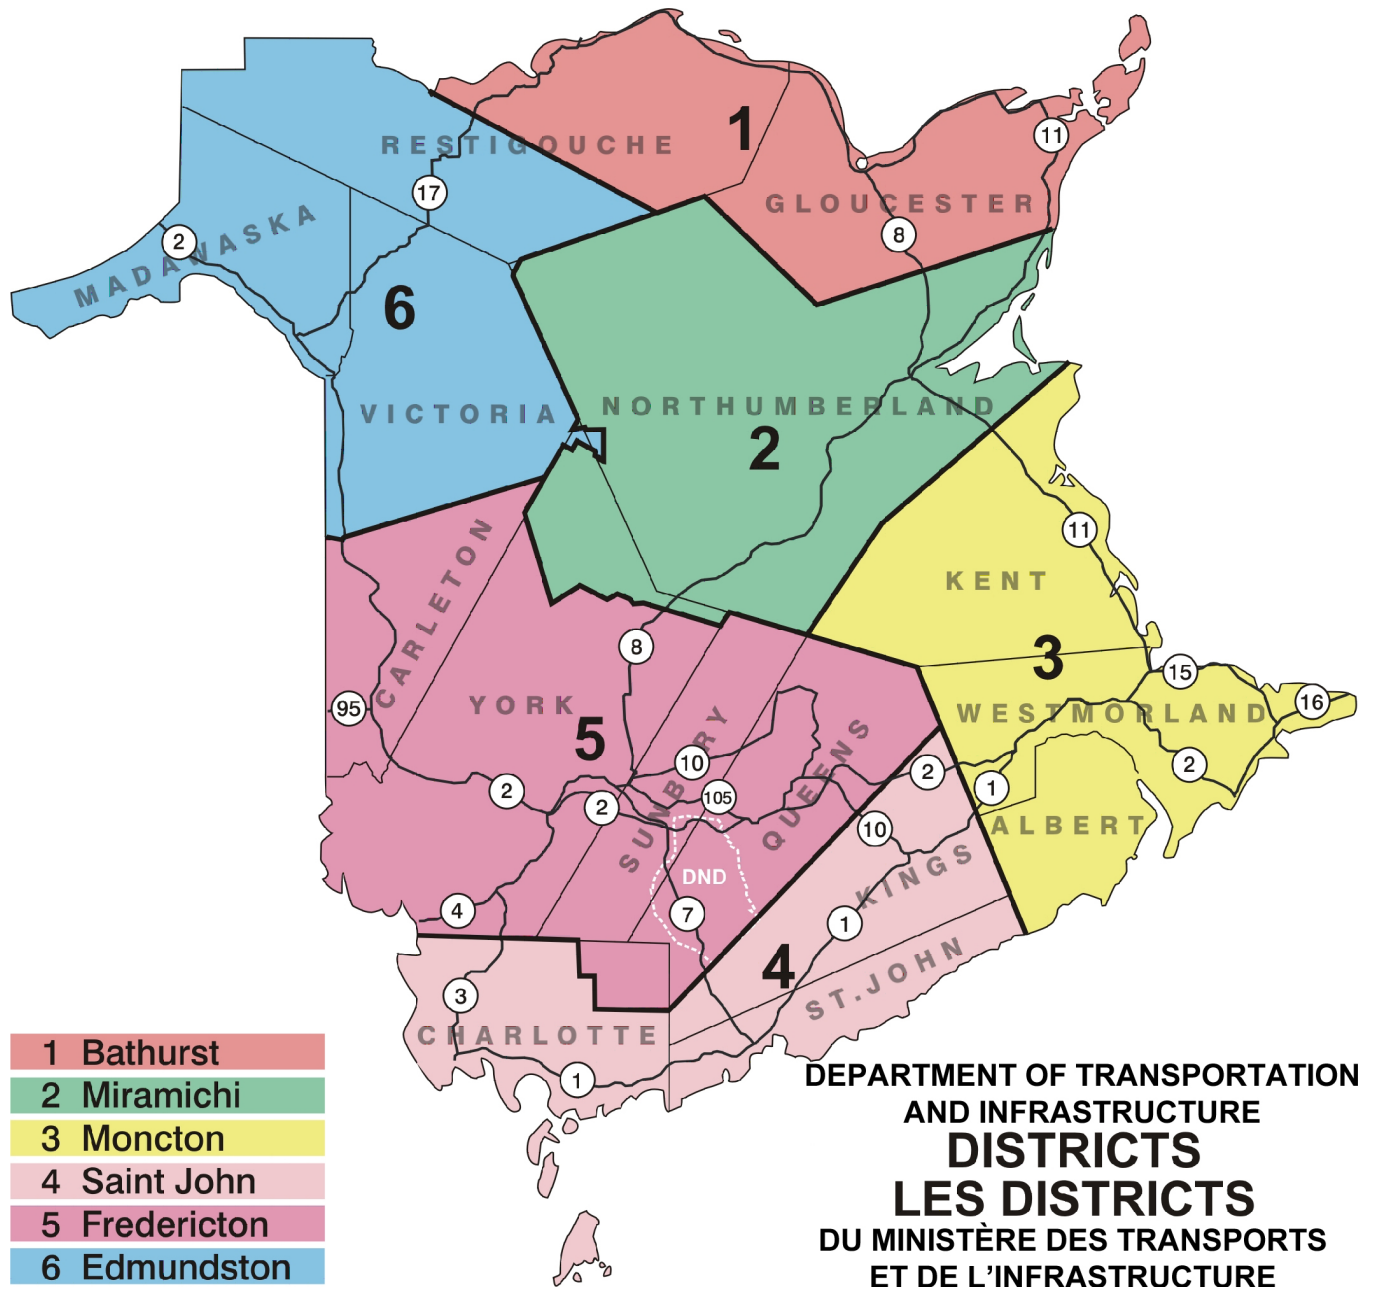 1
11
RESTIGOUCHE
17
GLOUCESTER
MADAWASKA
2
8
6
VICTORIA
NORTHUMBERLAND
2
11
CARLETON
KENT
8
3
15
95
YORK
5
SUNBURY
QUEENS
WESTMORLAND
16
10
2
2
2
105
2
1
10
ALBERT
DND
KINGS
4
7
1
4
ST.JOHN
3
CHARLOTTE
1
1 Bathurst
2 Miramichi
3 Moncton
4 Saint John
5 Fredericton
6 Edmundston
DEPARTMENT OF TRANSPORTATION
AND INFRASTRUCTURE
DISTRICTS
LES DISTRICTS
DU MINISTÈRE DES TRANSPORTS
ET DE L’INFRASTRUCTURE